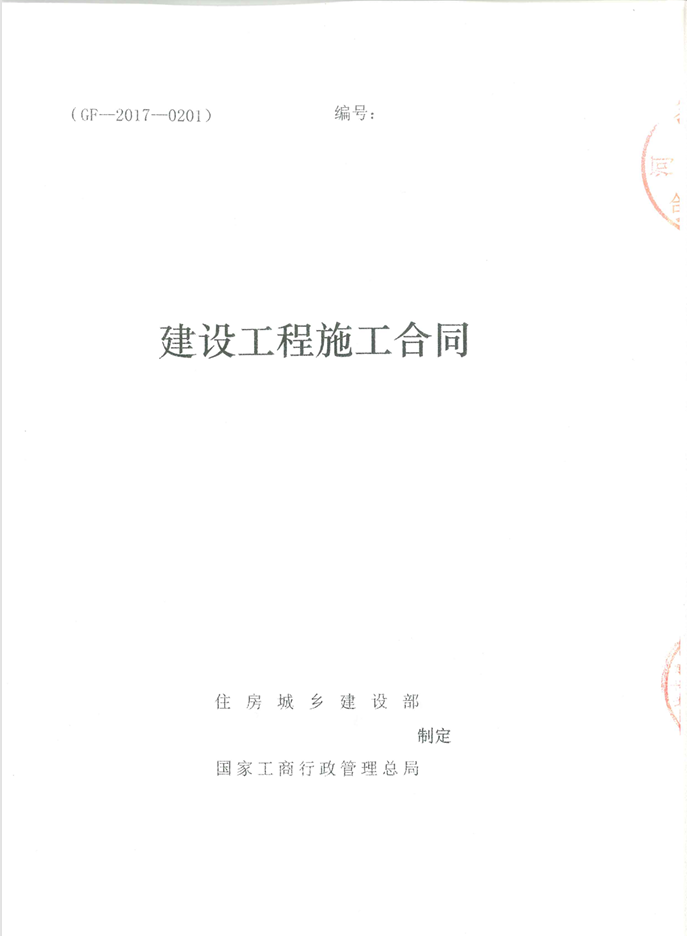 （GF—2017—0201） 编号：
建设工程施工合同
住房城乡建设部
制定
国家工商行政管理总局
河